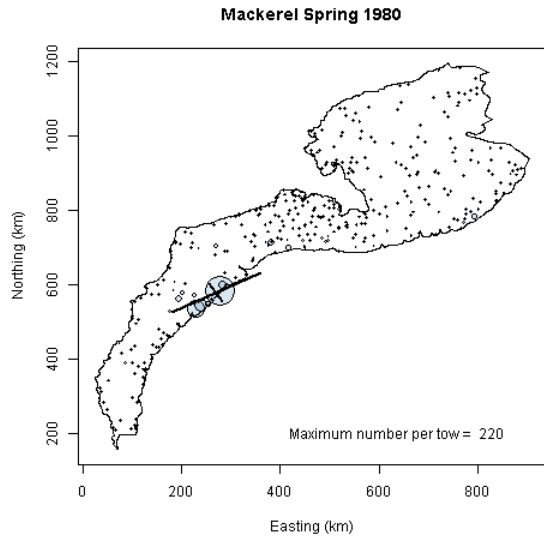 Mackerel Spring 1980
1200
1000
800
600
400
200
Northing (km)
Maximum number per tow = 220
0 200 400 600 800
Easting (km)